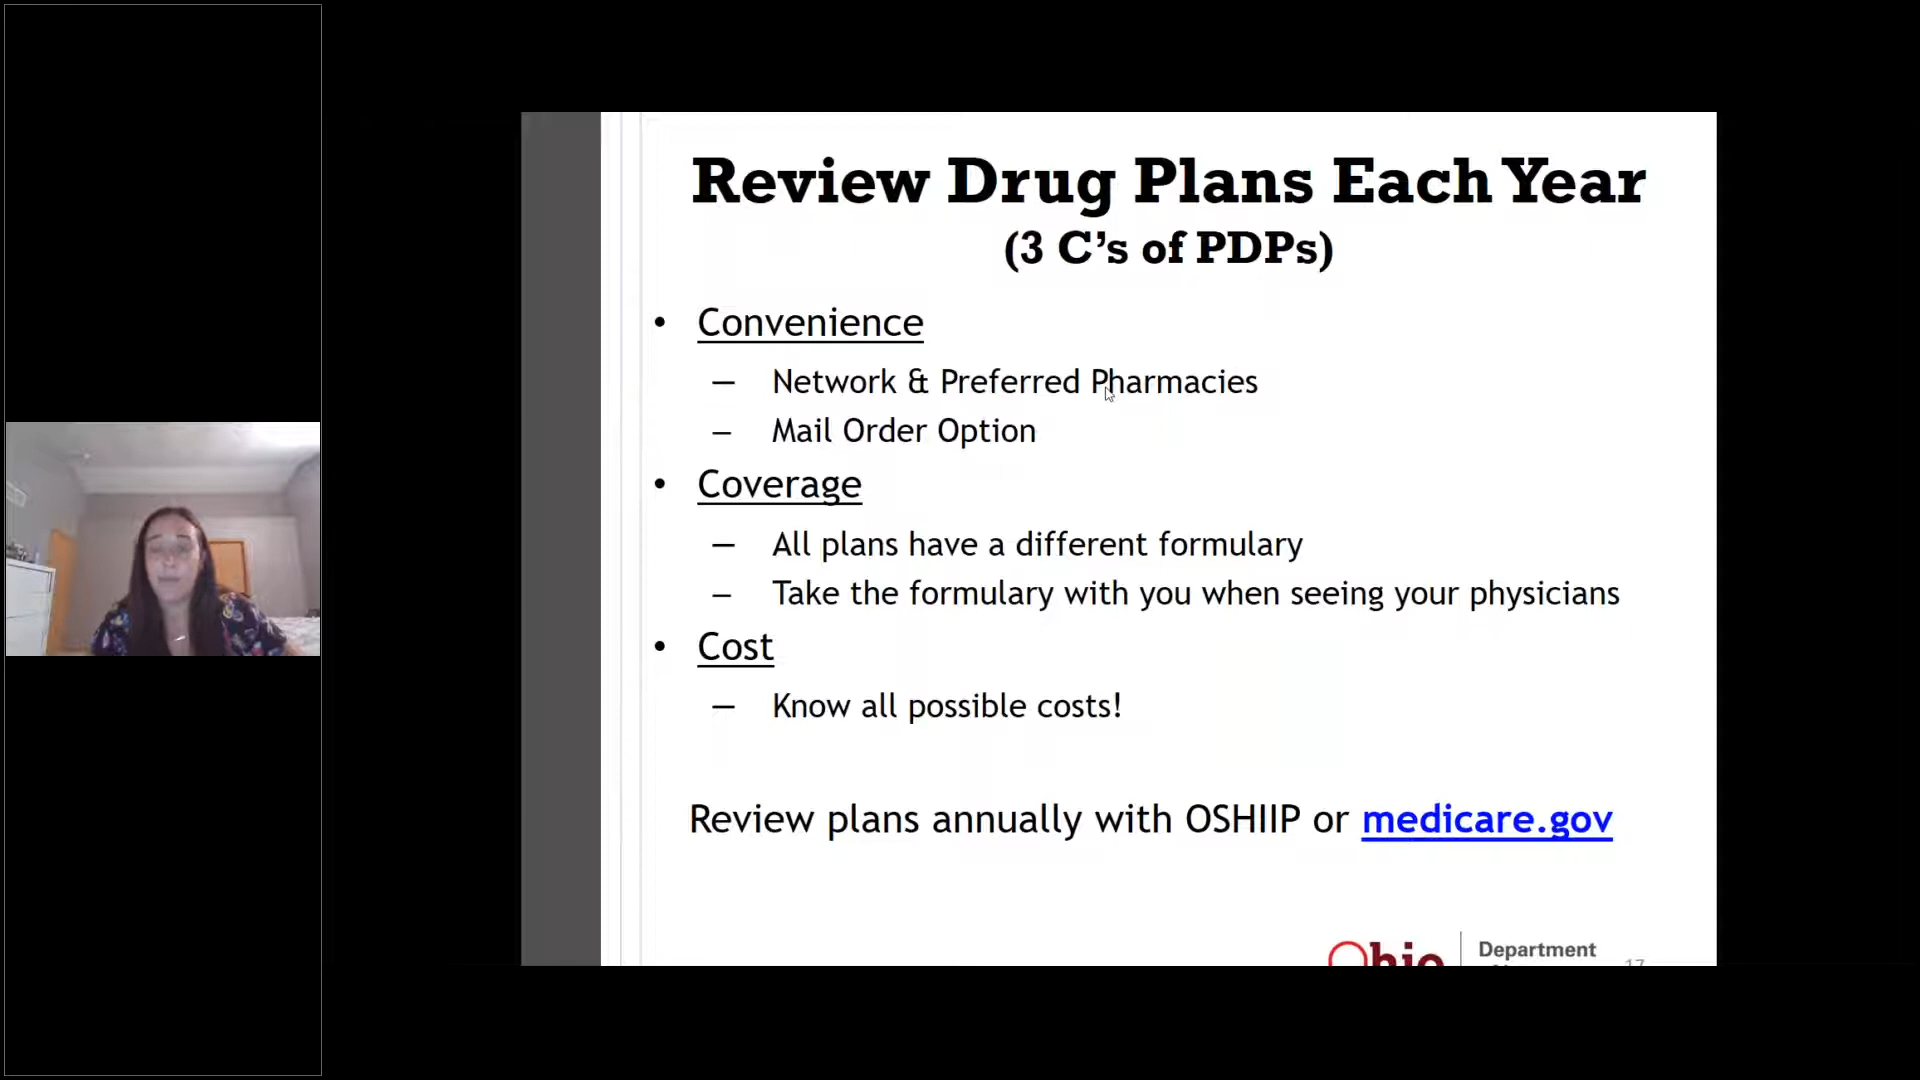 Review Drug Plans Each Year
(3 C’s of PDPs)
• Convenience
– Network & Preferred Pharmacies
– Mail Order Option
• Coverage
– All plans have a different formulary
– Take the formulary with you when seeing your physicians
• Cost
– Know all possible costs!
Review plans annually with OSHIIP or medicare.gov
Ohio Department
17